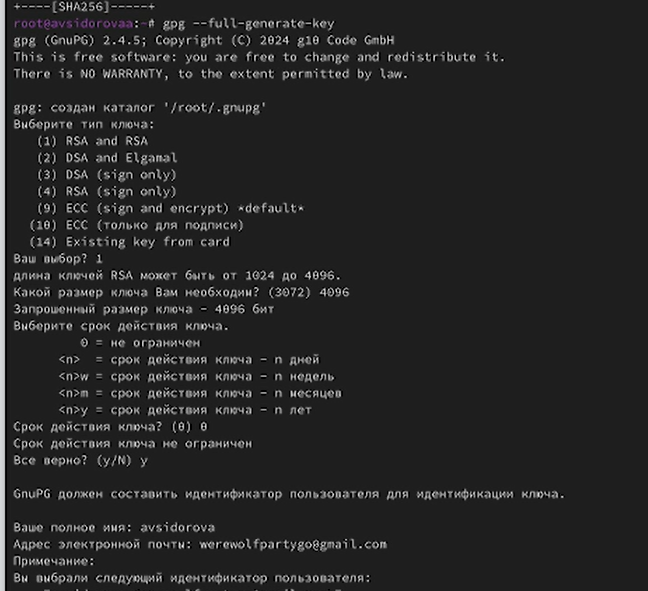 +----[SHA256]-----+
root@avsidorovaa:~# gpg --full-generate-key
gpg (GnuPG) 2.4.5; Copyright (C) 2024 g10 Code GmbH
This is free software: you are free to change and redistribute it.
There is NO WARRANTY, to the extent permitted by law.
gpg: создан каталог '/root/.gnupg'
Выберите тип ключа:
(1) RSA and RSA
(2) DSA and Elgamal
(3) DSA (sign only)
(4) RSA (sign only)
(9) ECC (sign and encrypt) *default*
(10) ECC (только для подписи)
(14) Existing key from card
Ваш выбор? 1
длина ключей RSA может быть от 1024 до 4096.
Какой размер ключа Вам необходим? (3072) 4096
Запрошенный размер ключа - 4096 бит
Выберите срок действия ключа.
0 = не ограничен
<n> = срок действия ключа - n дней
<n>w = срок действия ключа - n недель
<n>m = срок действия ключа - n месяцев
<n>y = срок действия ключа - n лет
Срок действия ключа? (0) 0
Срок действия ключа не ограничен
Все верно? (y/N) y
GnuPG должен составить идентификатор пользователя для идентификации ключа.
Ваше полное имя: avsidorova
Адрес электронной почты: werewolfpartygo@gmail.com
Примечание:
Вы выбрали следующий идентификатор пользователя: